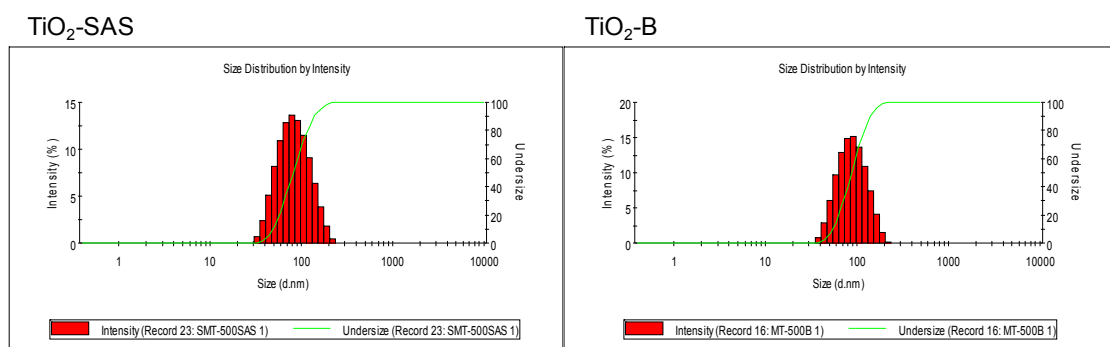 TiO₂-SAS
Size Distribution by Intensity
15
10
5
0
Intensity (%)
100
80
60
40
20
0
Undersize
1 10 100 1000 10000
Size (d.nm)
Intensity (Record 23: SMT-500SAS 1) Undersize (Record 23: SMT-500SAS 1)
TiO₂-B
Size Distribution by Intensity
20
15
10
5
0
Intensity (%)
100
80
60
40
20
0
Undersize
1 10 100 1000 10000
Size (d.nm)
Intensity (Record 16: MT-500B 1) Undersize (Record 16: MT-500B 1)